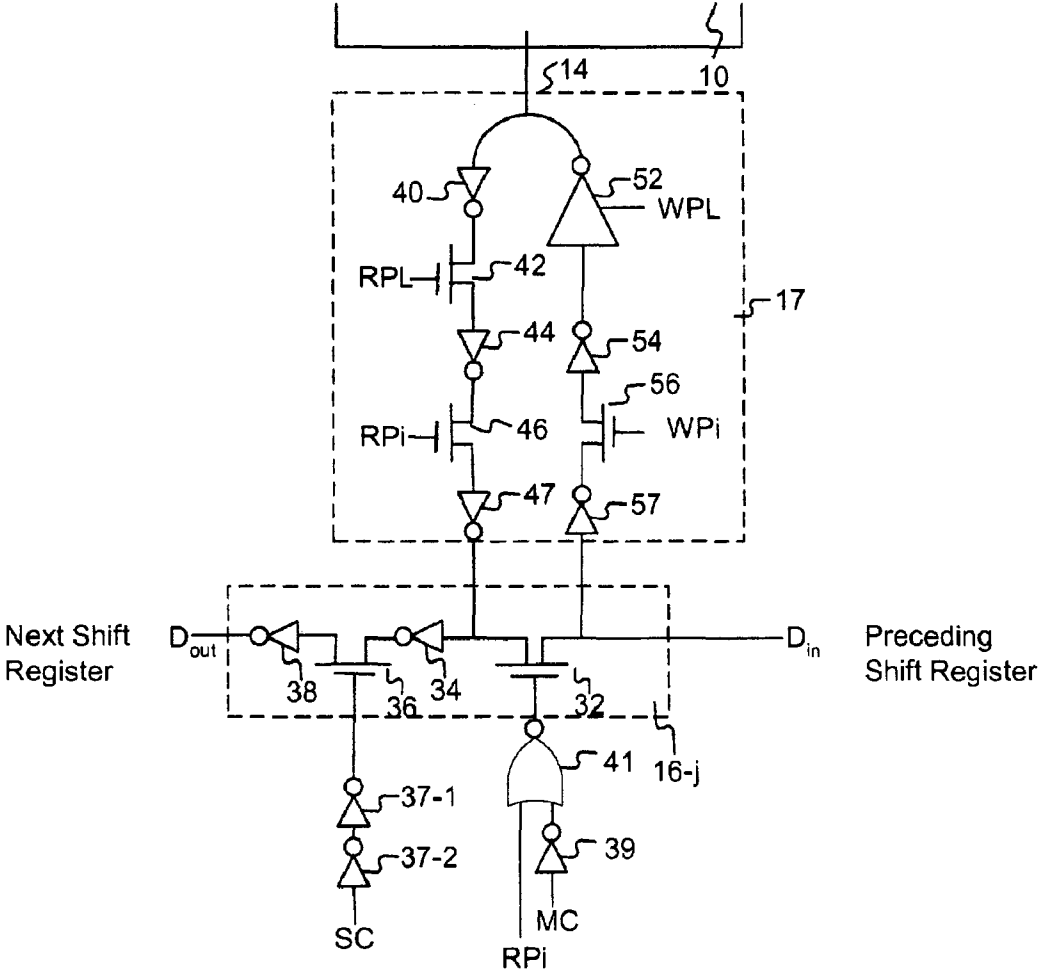 10
14
40
52
WPL
RPL
42
17
44
54
56
RPi
46
WPi
47
57
Next Shift
Register
Dout
Din
Preceding
Shift Register
38
36
34
32
16-j
41
37-1
37-2
39
SC
MC
RPi